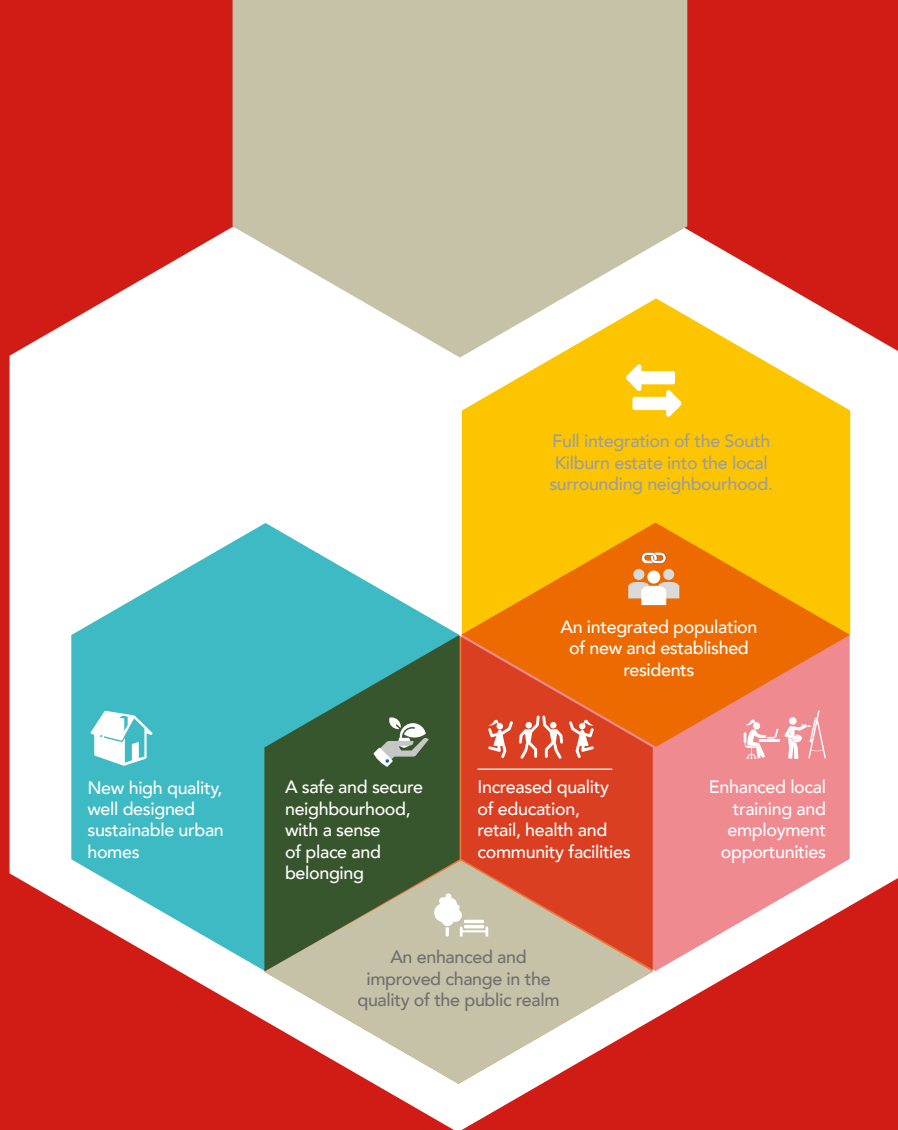 Full integration of the South
Kilburn estate into the local
surrounding neighbourhood.
An integrated population
of new and established
residents
New high quality,
well designed
sustainable urban
homes
A safe and secure
neighbourhood,
with a sense
of place and
belonging
Increased quality
of education,
retail, health and
community facilities
Enhanced local
training and
employment
opportunities
An enhanced and
improved change in the
quality of the public realm